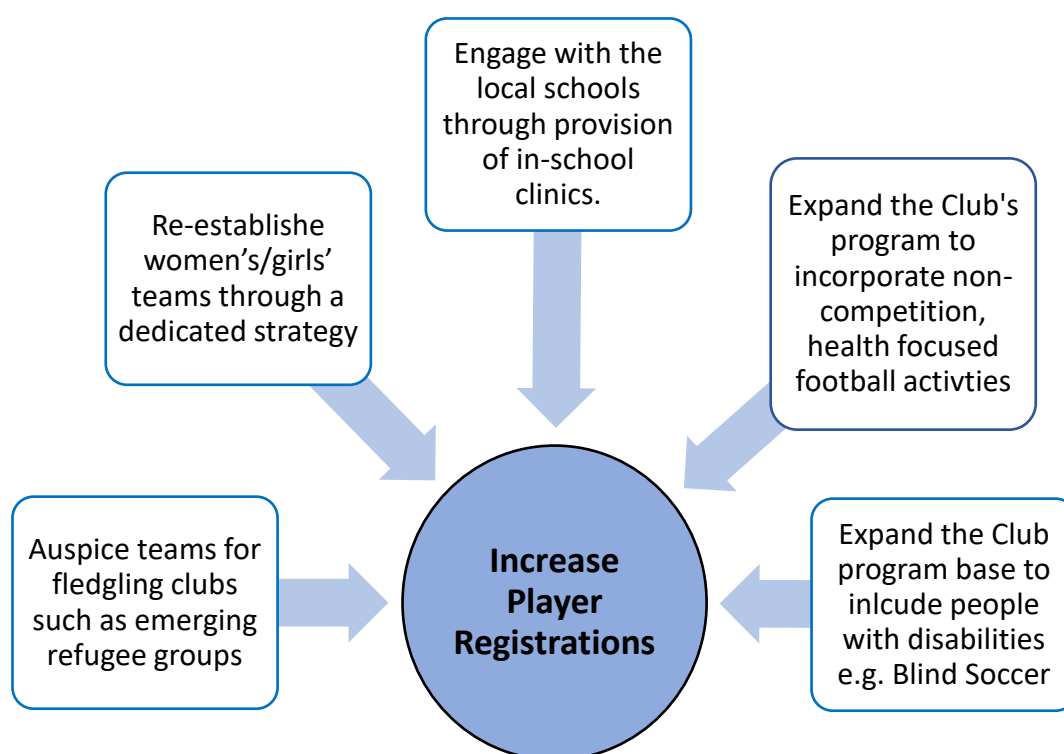 Engage with the
local schools
through provision
of in-school
clinics.
Re-establishe
women’s/girls’
teams through a
dedicated strategy
Expand the Club's
program to
incorporate non-
competition,
health focused
football activties
Auspice teams for
fledgling clubs
such as emerging
refugee groups
Increase
Player
Registrations
Expand the Club
program base to
inlcude people
with disabilities
e.g. Blind Soccer